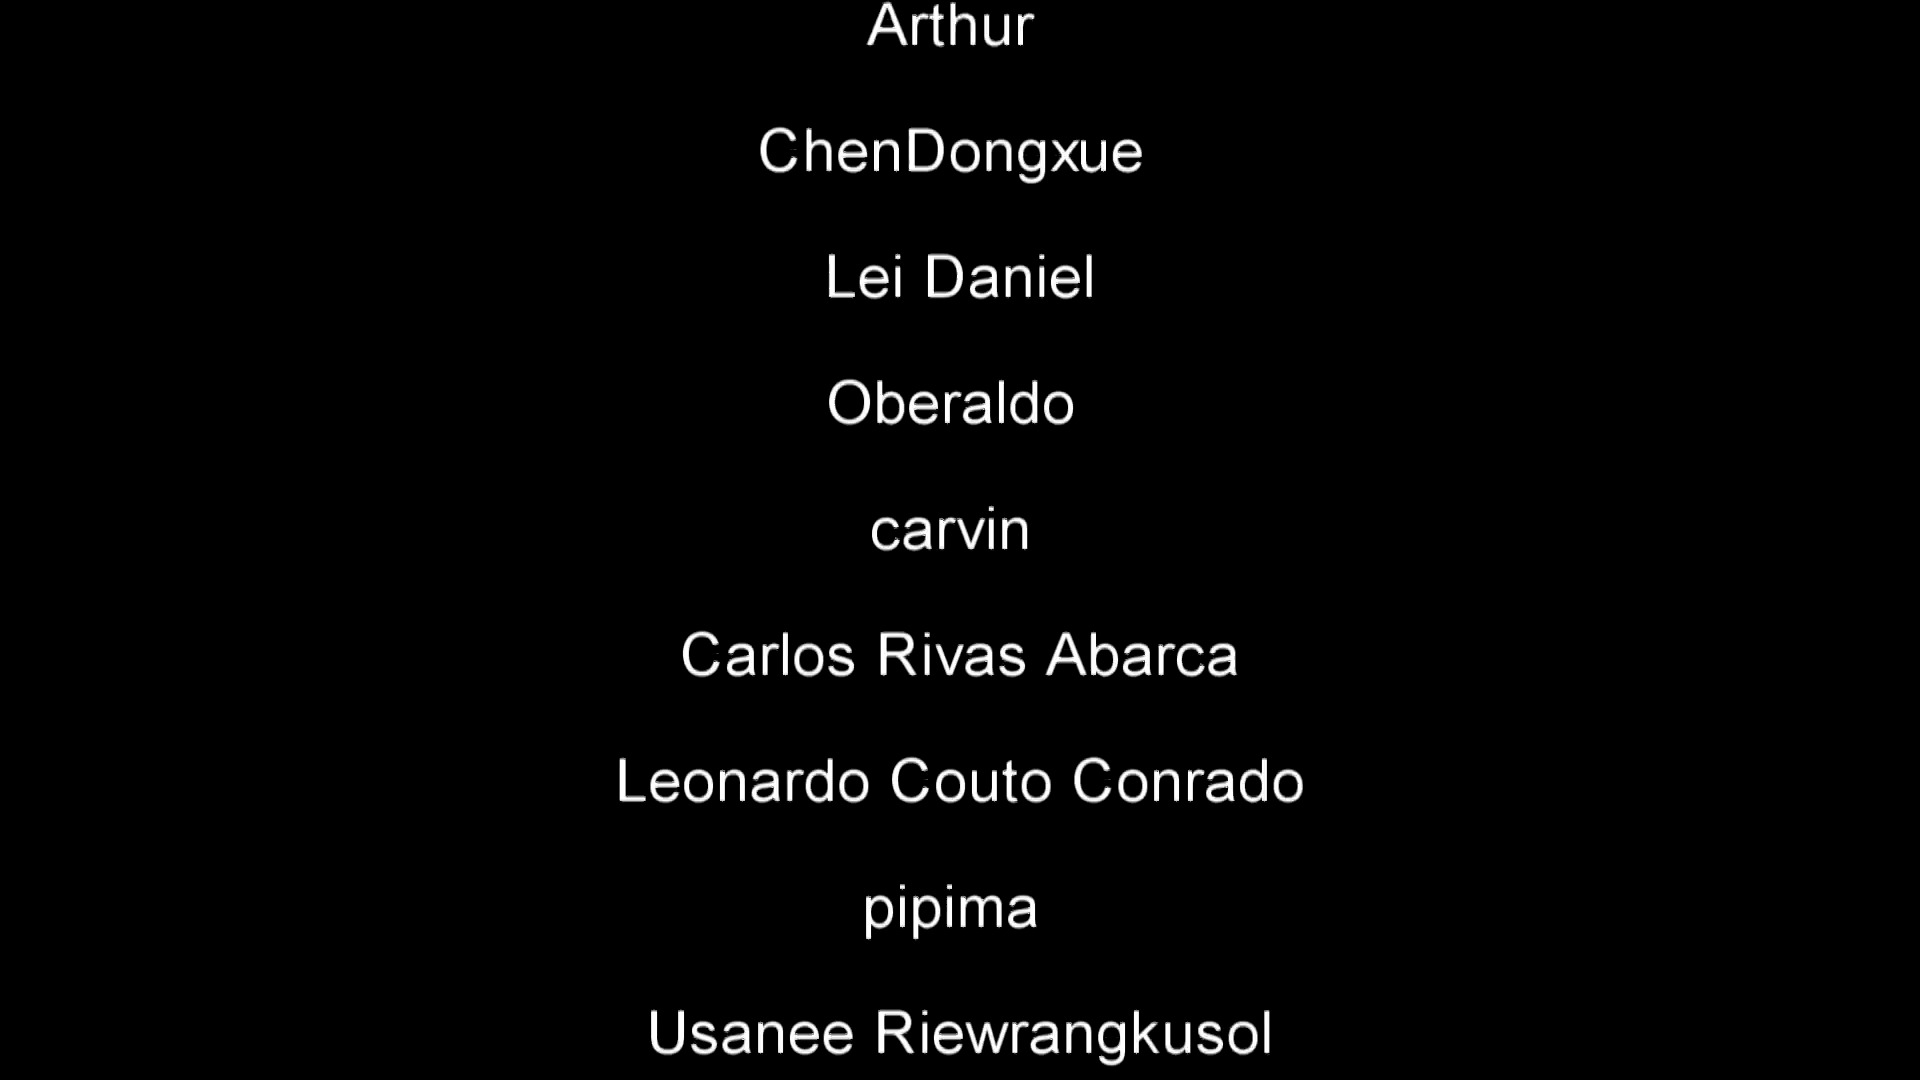 Arthur
ChenDongxue
Lei Daniel
Oberaldo
carvin
Carlos Rivas Abarca
Leonardo Couto Conrado
pipima
Usanee Riewrangkusol